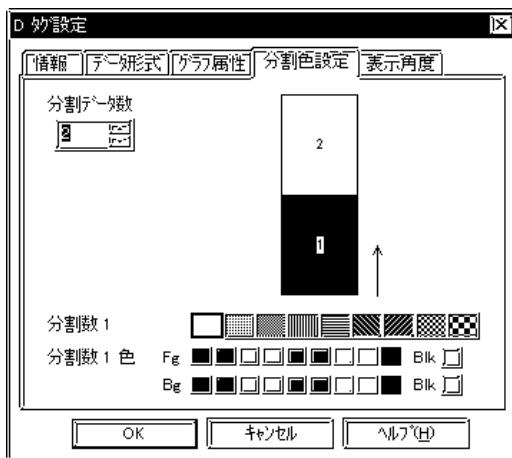 D ﾀｸﾞ設定
情報 ﾃﾞｰﾀ形式 ｸﾞﾗﾌ属性 分割色設定 表示角度
分割ﾃﾞｰﾀ数
2
2
1
分割数 1
分割数 1 色 Fg Blk
Bg Blk
OK ｷｬﾝｾﾙ ﾍﾙﾌﾟ(H)